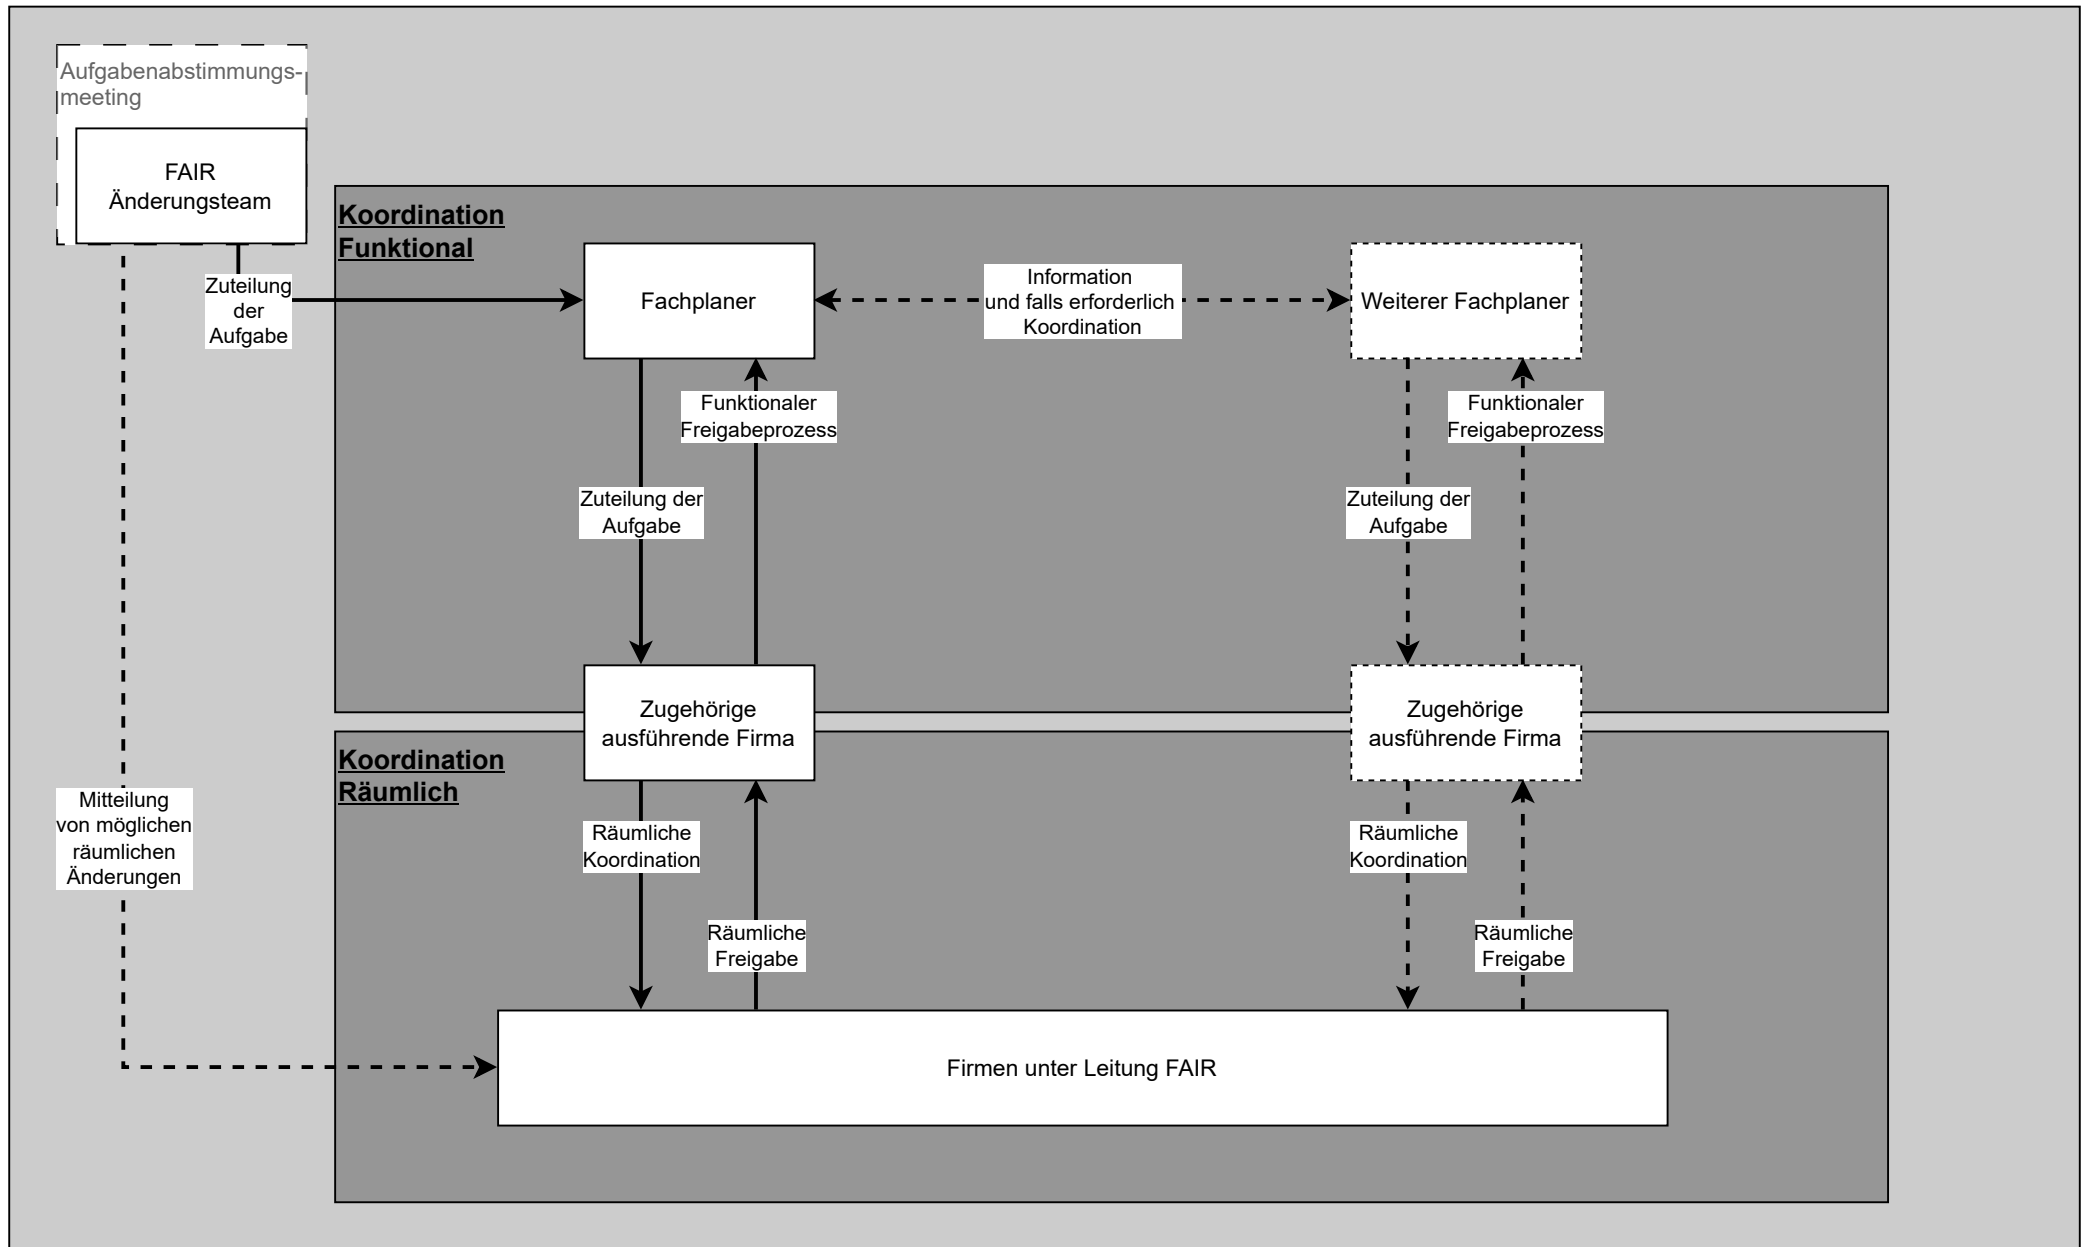 Aufgabenabstimmungs-
meeting
FAIR
Änderungsteam
Koordination
Funktional
Zuteilung
der
Aufgabe
Fachplaner
Information
und falls erforderlich
Koordination
Weiterer Fachplaner
Funktionaler
Freigabeprozess
Funktionaler
Freigabeprozess
Zuteilung der
Aufgabe
Zuteilung der
Aufgabe
Zugehörige
ausführende Firma
Zugehörige
ausführende Firma
Koordination
Räumlich
Mitteilung
von möglichen
räumlichen
Änderungen
Räumliche
Koordination
Räumliche
Koordination
Räumliche
Freigabe
Räumliche
Freigabe
Firmen unter Leitung FAIR